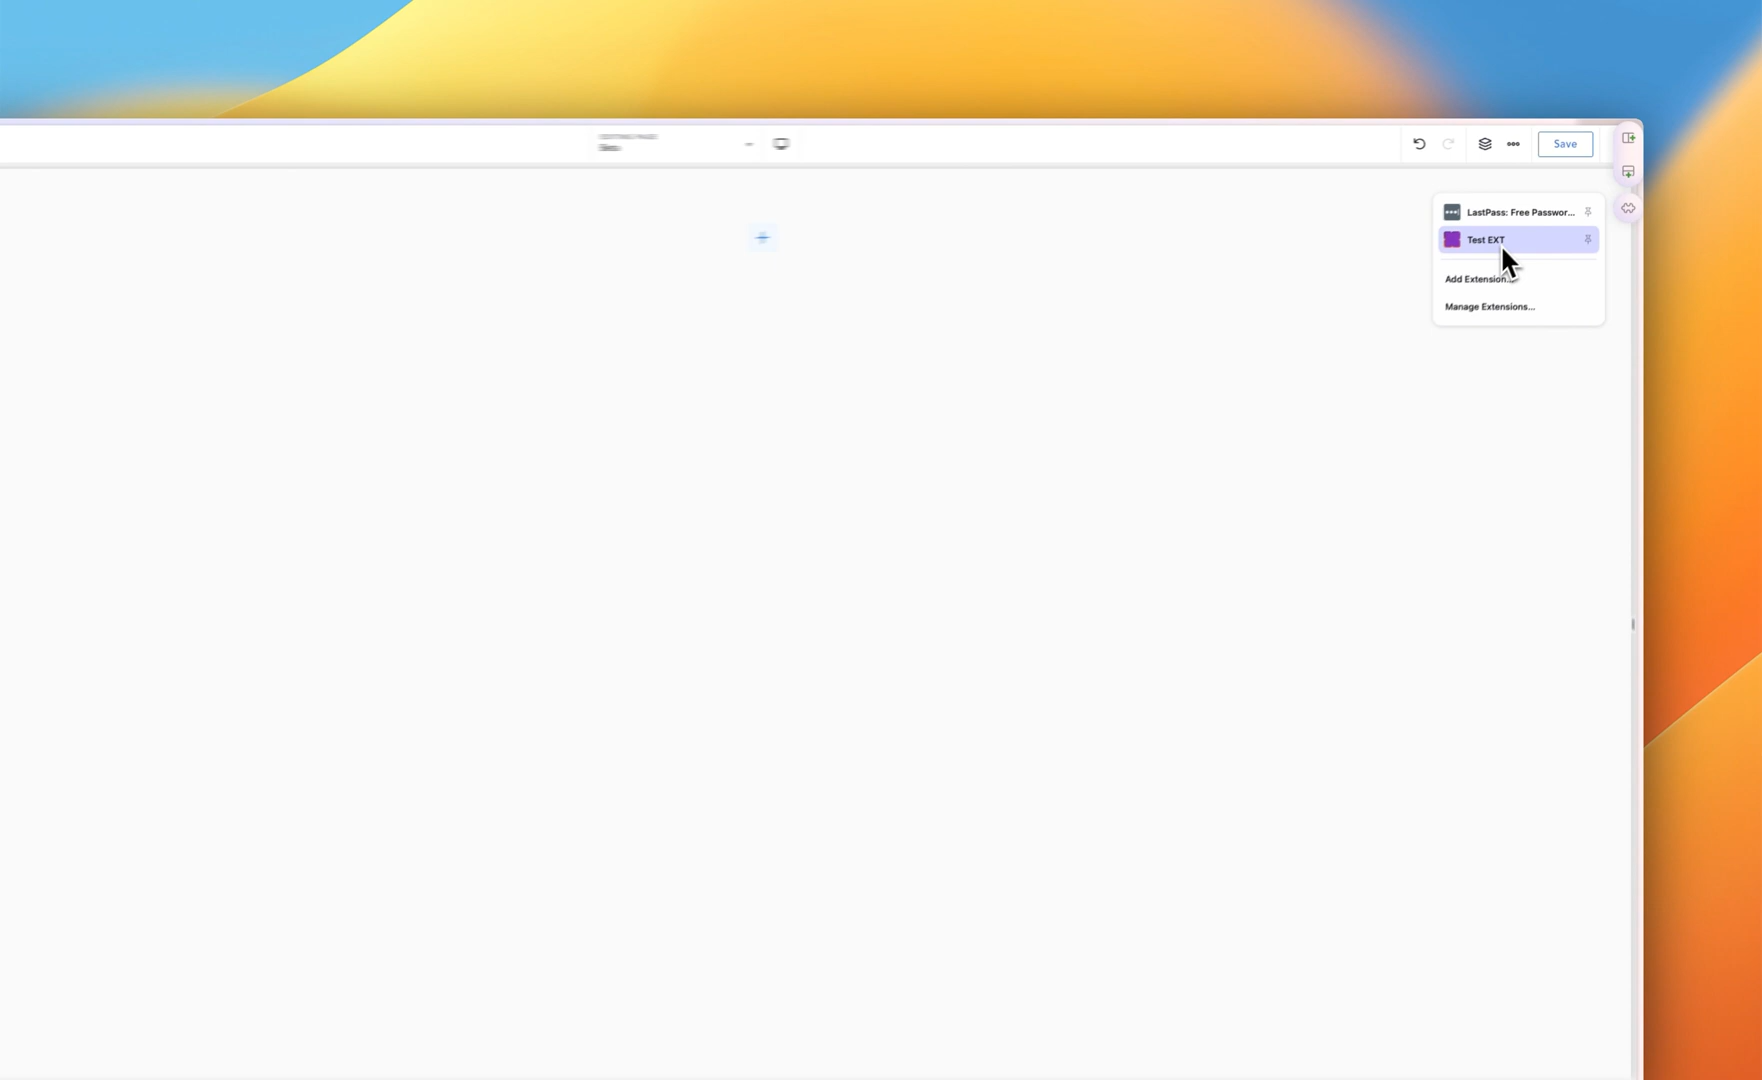 Save
LastPass: Free Passwor...
Test EXT
Add Extension...
Manage Extensions...